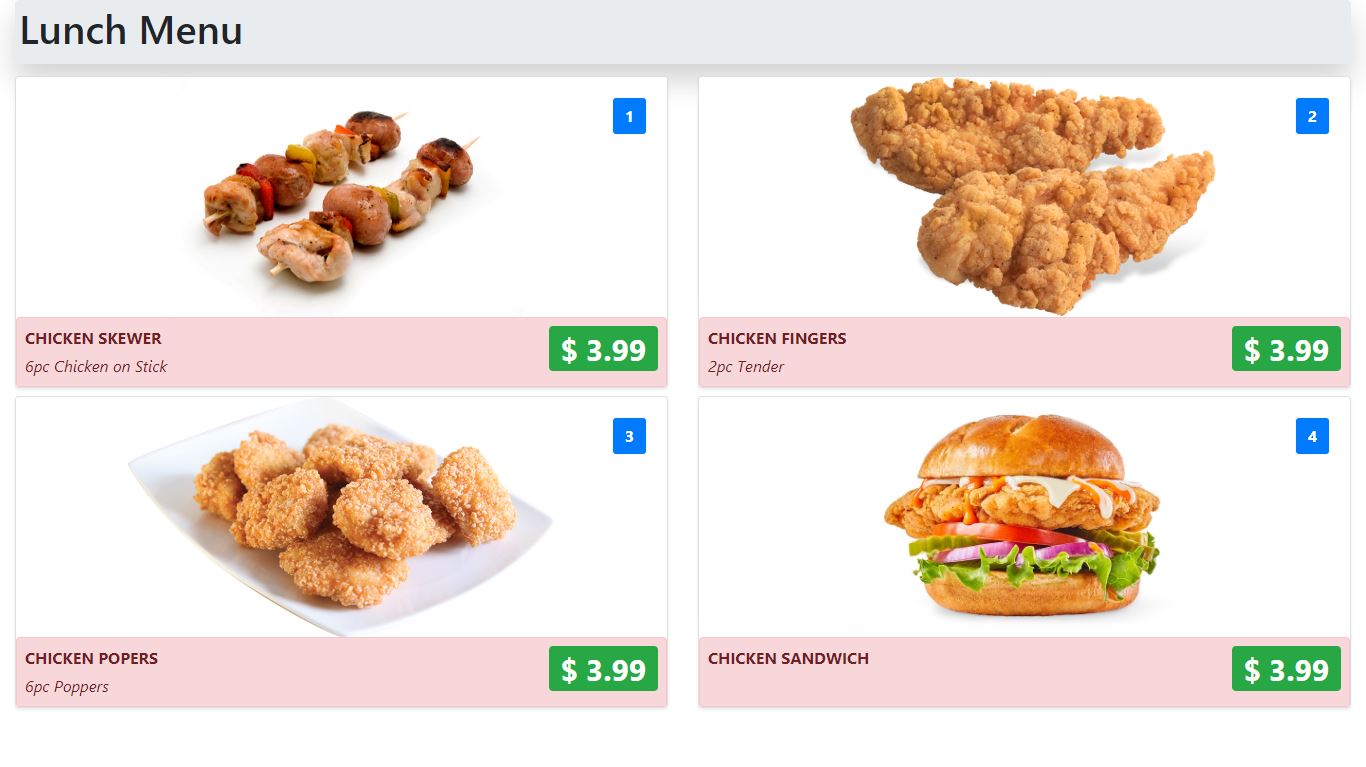 Lunch Menu
1
2
CHICKEN SKEWER
6pc Chicken on Stick
$ 3.99
CHICKEN FINGERS
2pc Tender
$ 3.99
3
4
CHICKEN POPERS
6pc Poppers
$ 3.99
CHICKEN SANDWICH
$ 3.99